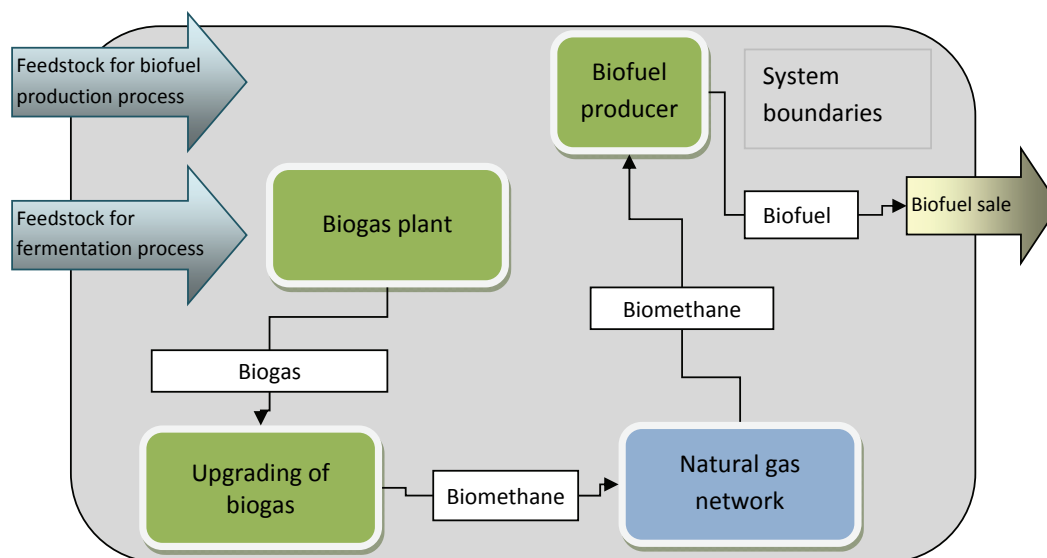 Feedstock for biofuel
production process
Biofuel
producer
System
boundaries
Feedstock for
fermentation process
Biogas plant
Biofuel
Biofuel sale
Biomethane
Biogas
Upgrading of
biogas
Biomethane
Natural gas
network